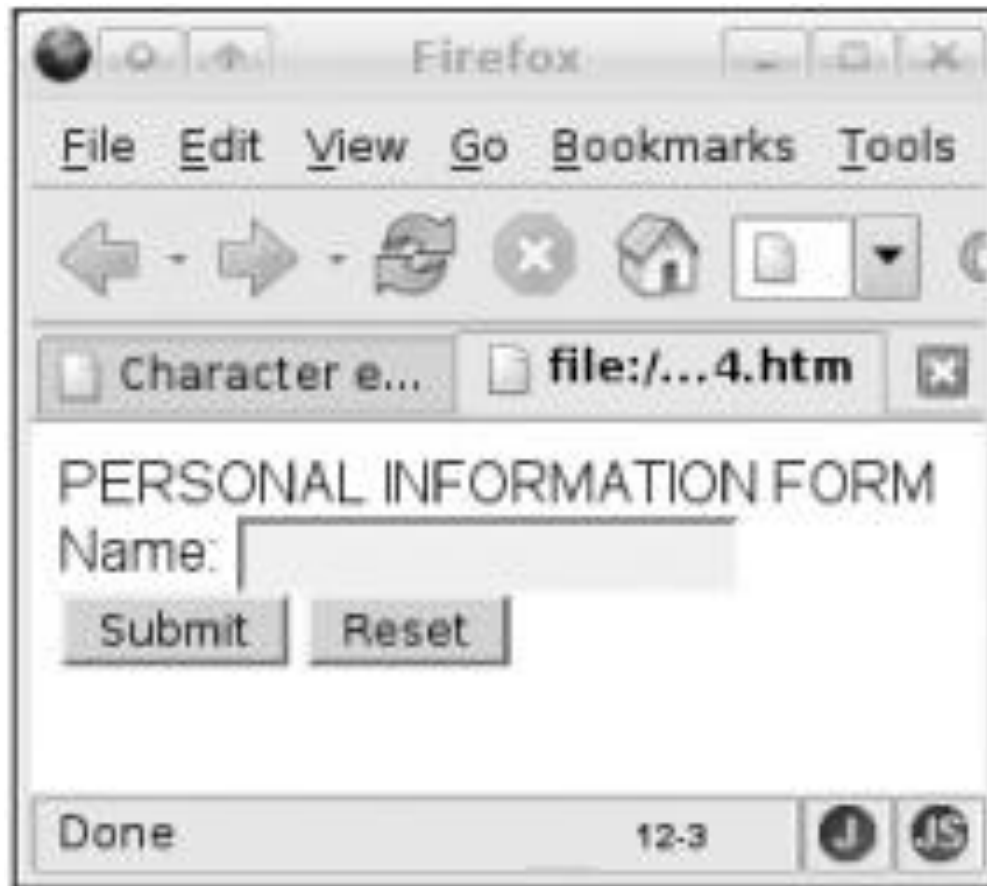 Firefox
File Edit View Go Bookmarks Tools
Character e... file:/...4.htm
PERSONAL INFORMATION FORM
Name:
Submit Reset
Done 12-3 J JS